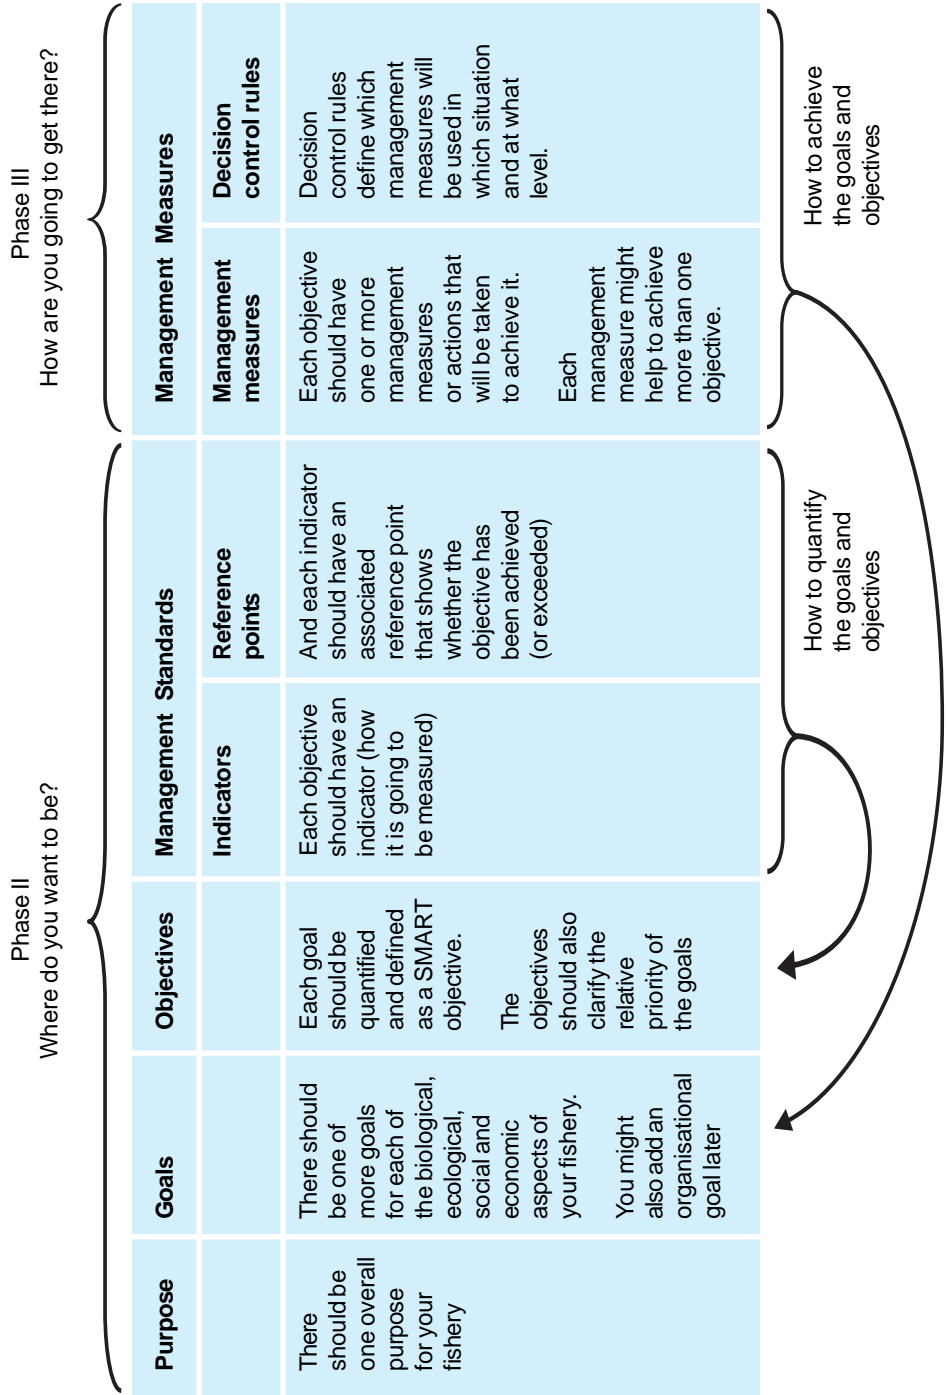 Phase II
Where do you want to be?
Phase III
How are you going to get there?
Purpose
Goals
Objectives
Management Standards
Management Measures
Indicators
Reference
points
Management
measures
Decision
control rules
There
should be
one overall
purpose
for your
fishery
There should
be one of
more goals
for each of
the biological,
ecological,
social and
economic
aspects of
your fishery.
You might
also add an
organisational
goal later
Each goal
should be
quantified
and defined
as a SMART
objective.
The
objectives
should also
clarify the
relative
priority of
the goals
Each objective
should have an
indicator (how
it is going to
be measured)
And each indicator
should have an
associated
reference point
that shows
whether the
objective has
been achieved
(or exceeded)
Each objective
should have
one or more
management
measures
or actions that
will be taken
to achieve it.
Each
management
measure might
help to achieve
more than one
objective.
Decision
control rules
define which
management
measures will
be used in
which situation
and at what
level.
How to quantify
the goals and
objectives
How to achieve
the goals and
objectives